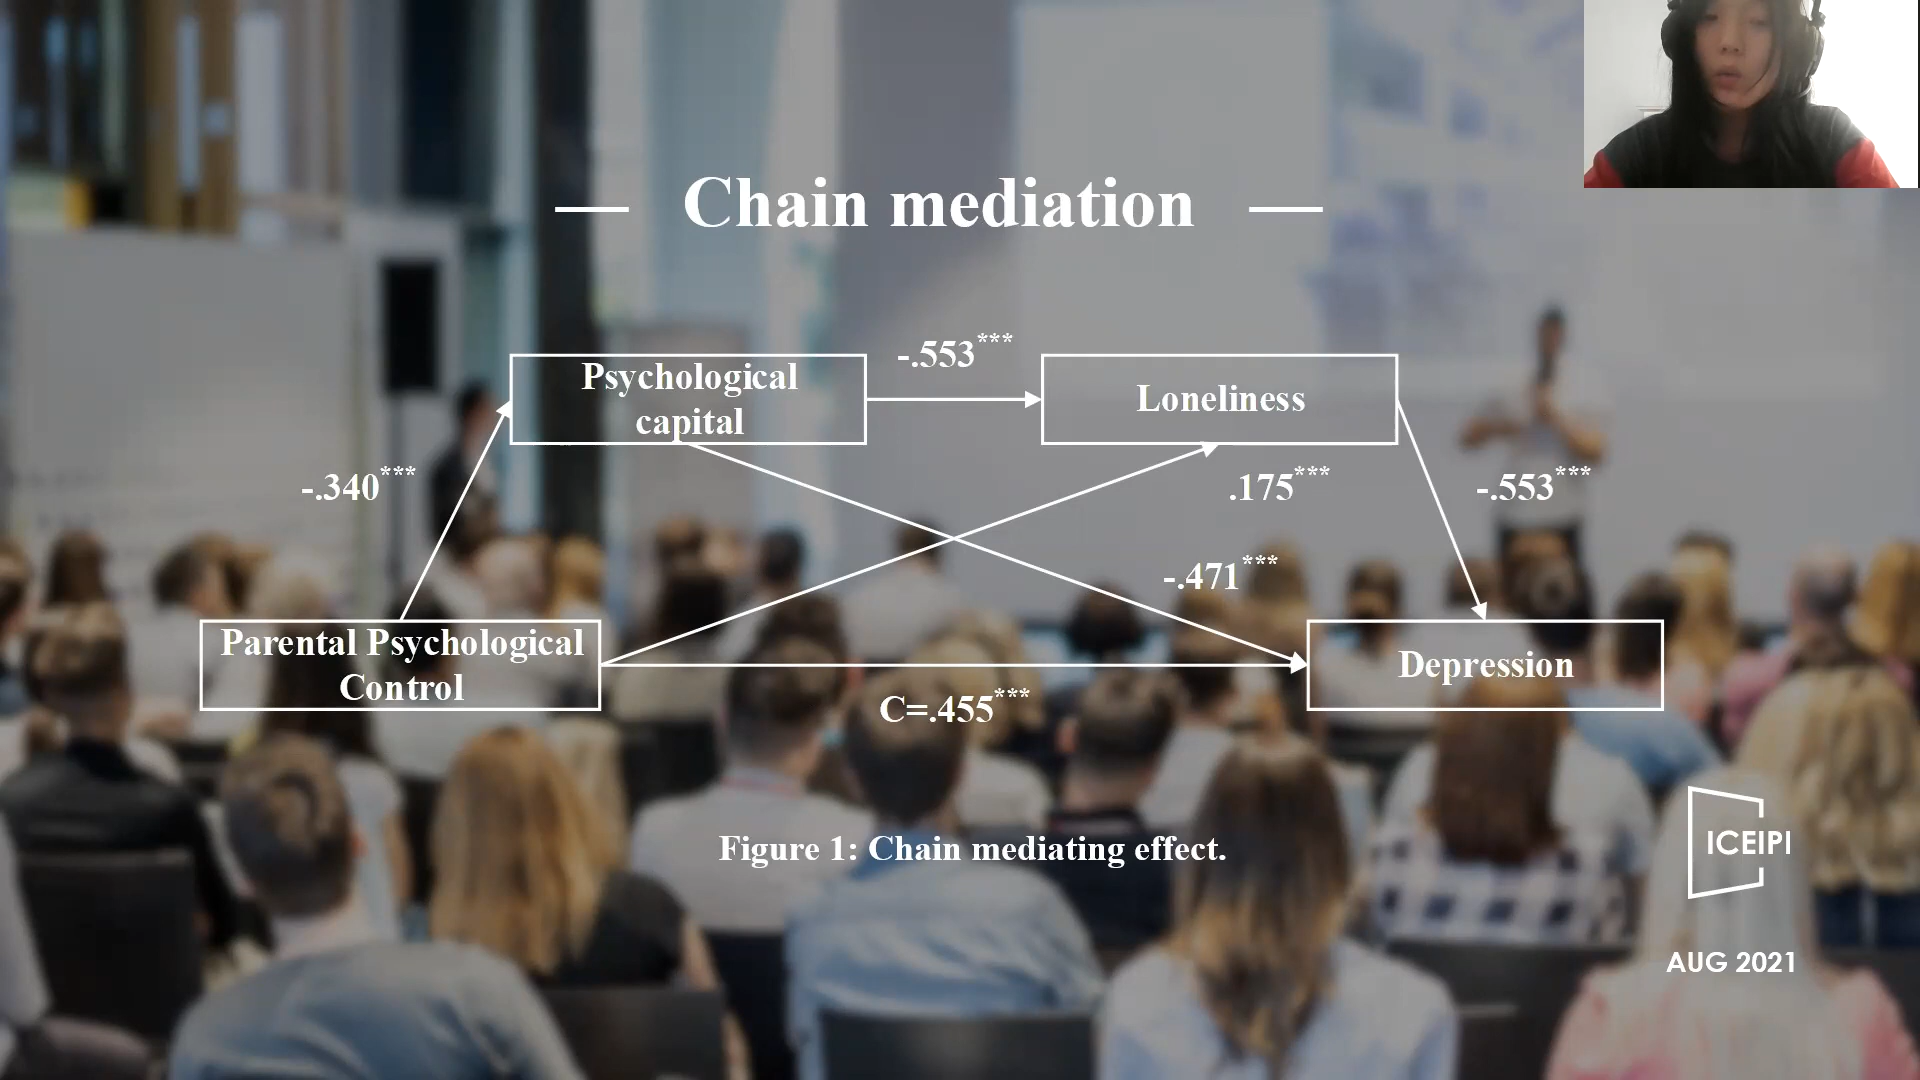 Chain mediation
-.553***
Psychological
capital
Loneliness
-.340***
.175***
-.553***
-.471***
Parental Psychological
Control
Depression
C=.455***
Figure 1: Chain mediating effect.
ICEIPI
AUG 2021